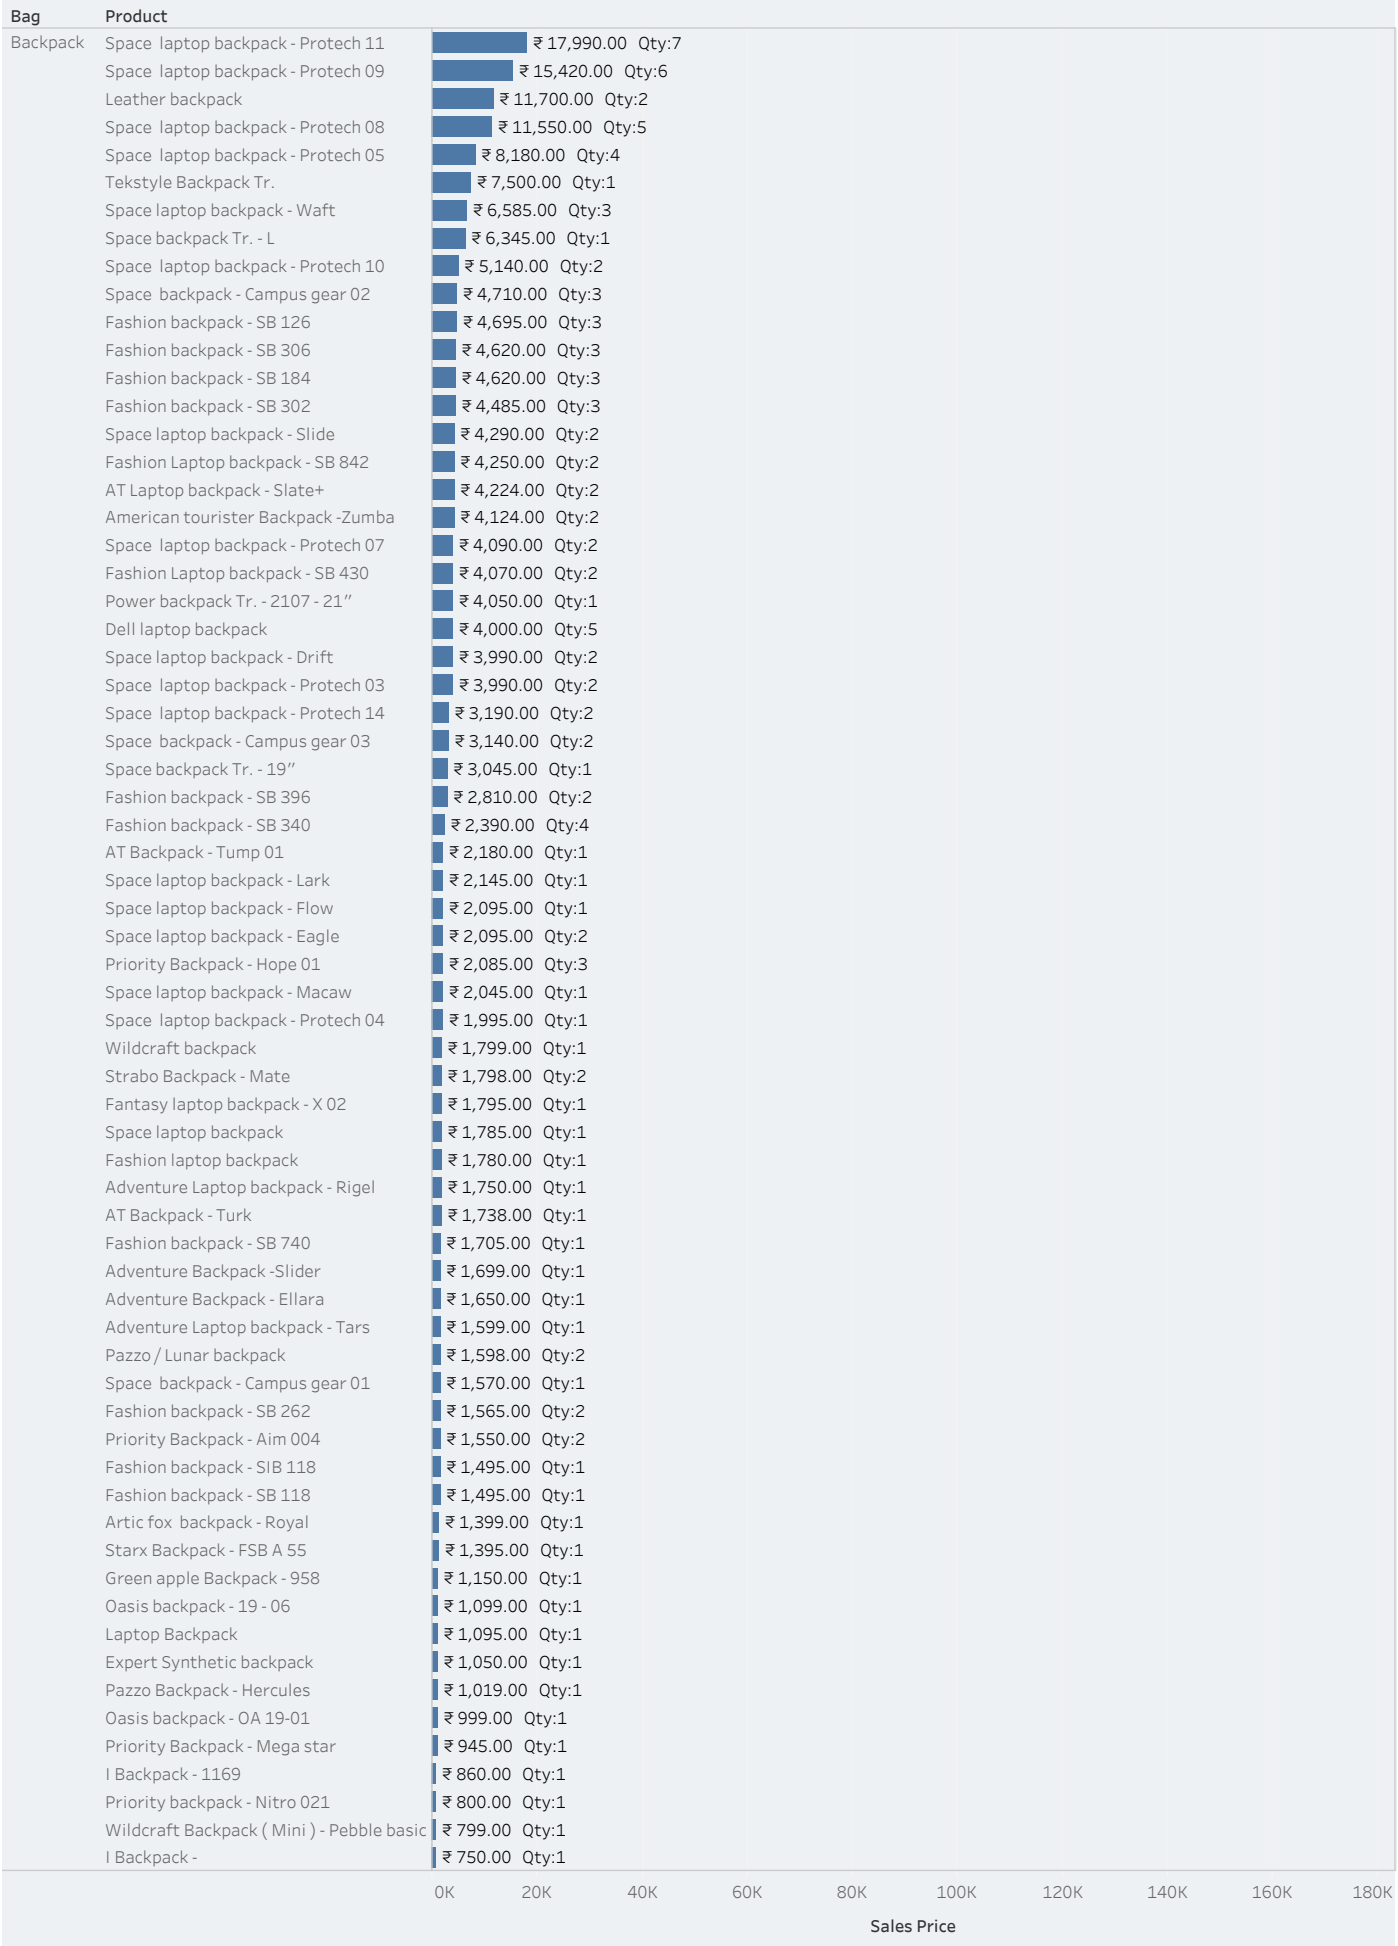 Bag Product
Backpack Space laptop backpack - Protech 11 ₹ 17,990.00 Qty:7
Space laptop backpack - Protech 09 ₹ 15,420.00 Qty:6
Leather backpack ₹ 11,700.00 Qty:2
Space laptop backpack - Protech 08 ₹ 11,550.00 Qty:5
Space laptop backpack - Protech 05 ₹ 8,180.00 Qty:4
Tekstyle Backpack Tr. ₹ 7,500.00 Qty:1
Space laptop backpack - Waft ₹ 6,585.00 Qty:3
Space backpack Tr. - L ₹ 6,345.00 Qty:1
Space laptop backpack - Protech 10 ₹ 5,140.00 Qty:2
Space backpack - Campus gear 02 ₹ 4,710.00 Qty:3
Fashion backpack - SB 126 ₹ 4,695.00 Qty:3
Fashion backpack - SB 306 ₹ 4,620.00 Qty:3
Fashion backpack - SB 184 ₹ 4,620.00 Qty:3
Fashion backpack - SB 302 ₹ 4,485.00 Qty:3
Space laptop backpack - Slide ₹ 4,290.00 Qty:2
Fashion Laptop backpack - SB 842 ₹ 4,250.00 Qty:2
AT Laptop backpack - Slate+ ₹ 4,224.00 Qty:2
American tourister Backpack -Zumba ₹ 4,124.00 Qty:2
Space laptop backpack - Protech 07 ₹ 4,090.00 Qty:2
Fashion Laptop backpack - SB 430 ₹ 4,070.00 Qty:2
Power backpack Tr. - 2107 - 21″ ₹ 4,050.00 Qty:1
Dell laptop backpack ₹ 4,000.00 Qty:5
Space laptop backpack - Drift ₹ 3,990.00 Qty:2
Space laptop backpack - Protech 03 ₹ 3,990.00 Qty:2
Space laptop backpack - Protech 14 ₹ 3,190.00 Qty:2
Space backpack - Campus gear 03 ₹ 3,140.00 Qty:2
Space backpack Tr. - 19″ ₹ 3,045.00 Qty:1
Fashion backpack - SB 396 ₹ 2,810.00 Qty:2
Fashion backpack - SB 340 ₹ 2,390.00 Qty:4
AT Backpack - Tump 01 ₹ 2,180.00 Qty:1
Space laptop backpack - Lark ₹ 2,145.00 Qty:1
Space laptop backpack - Flow ₹ 2,095.00 Qty:1
Space laptop backpack - Eagle ₹ 2,095.00 Qty:2
Priority Backpack - Hope 01 ₹ 2,085.00 Qty:3
Space laptop backpack - Macaw ₹ 2,045.00 Qty:1
Space laptop backpack - Protech 04 ₹ 1,995.00 Qty:1
Wildcraft backpack ₹ 1,799.00 Qty:1
Strabo Backpack - Mate ₹ 1,798.00 Qty:2
Fantasy laptop backpack - X 02 ₹ 1,795.00 Qty:1
Space laptop backpack ₹ 1,785.00 Qty:1
Fashion laptop backpack ₹ 1,780.00 Qty:1
Adventure Laptop backpack - Rigel ₹ 1,750.00 Qty:1
AT Backpack - Turk ₹ 1,738.00 Qty:1
Fashion backpack - SB 740 ₹ 1,705.00 Qty:1
Adventure Backpack -Slider ₹ 1,699.00 Qty:1
Adventure Backpack - Ellara ₹ 1,650.00 Qty:1
Adventure Laptop backpack - Tars ₹ 1,599.00 Qty:1
Pazzo / Lunar backpack ₹ 1,598.00 Qty:2
Space backpack - Campus gear 01 ₹ 1,570.00 Qty:1
Fashion backpack - SB 262 ₹ 1,565.00 Qty:2
Priority Backpack - Aim 004 ₹ 1,550.00 Qty:2
Fashion backpack - SIB 118 ₹ 1,495.00 Qty:1
Fashion backpack - SB 118 ₹ 1,495.00 Qty:1
Artic fox backpack - Royal ₹ 1,399.00 Qty:1
Starx Backpack - FSB A 55 ₹ 1,395.00 Qty:1
Green apple Backpack - 958 ₹ 1,150.00 Qty:1
Oasis backpack - 19 - 06 ₹ 1,099.00 Qty:1
Laptop Backpack ₹ 1,095.00 Qty:1
Expert Synthetic backpack ₹ 1,050.00 Qty:1
Pazzo Backpack - Hercules ₹ 1,019.00 Qty:1
Oasis backpack - OA 19-01 ₹ 999.00 Qty:1
Priority Backpack - Mega star ₹ 945.00 Qty:1
I Backpack - 1169 ₹ 860.00 Qty:1
Priority backpack - Nitro 021 ₹ 800.00 Qty:1
Wildcraft Backpack ( Mini ) - Pebble basic ₹ 799.00 Qty:1
I Backpack - ₹ 750.00 Qty:1
0K 20K 40K 60K 80K 100K 120K 140K 160K 180K
Sales Price